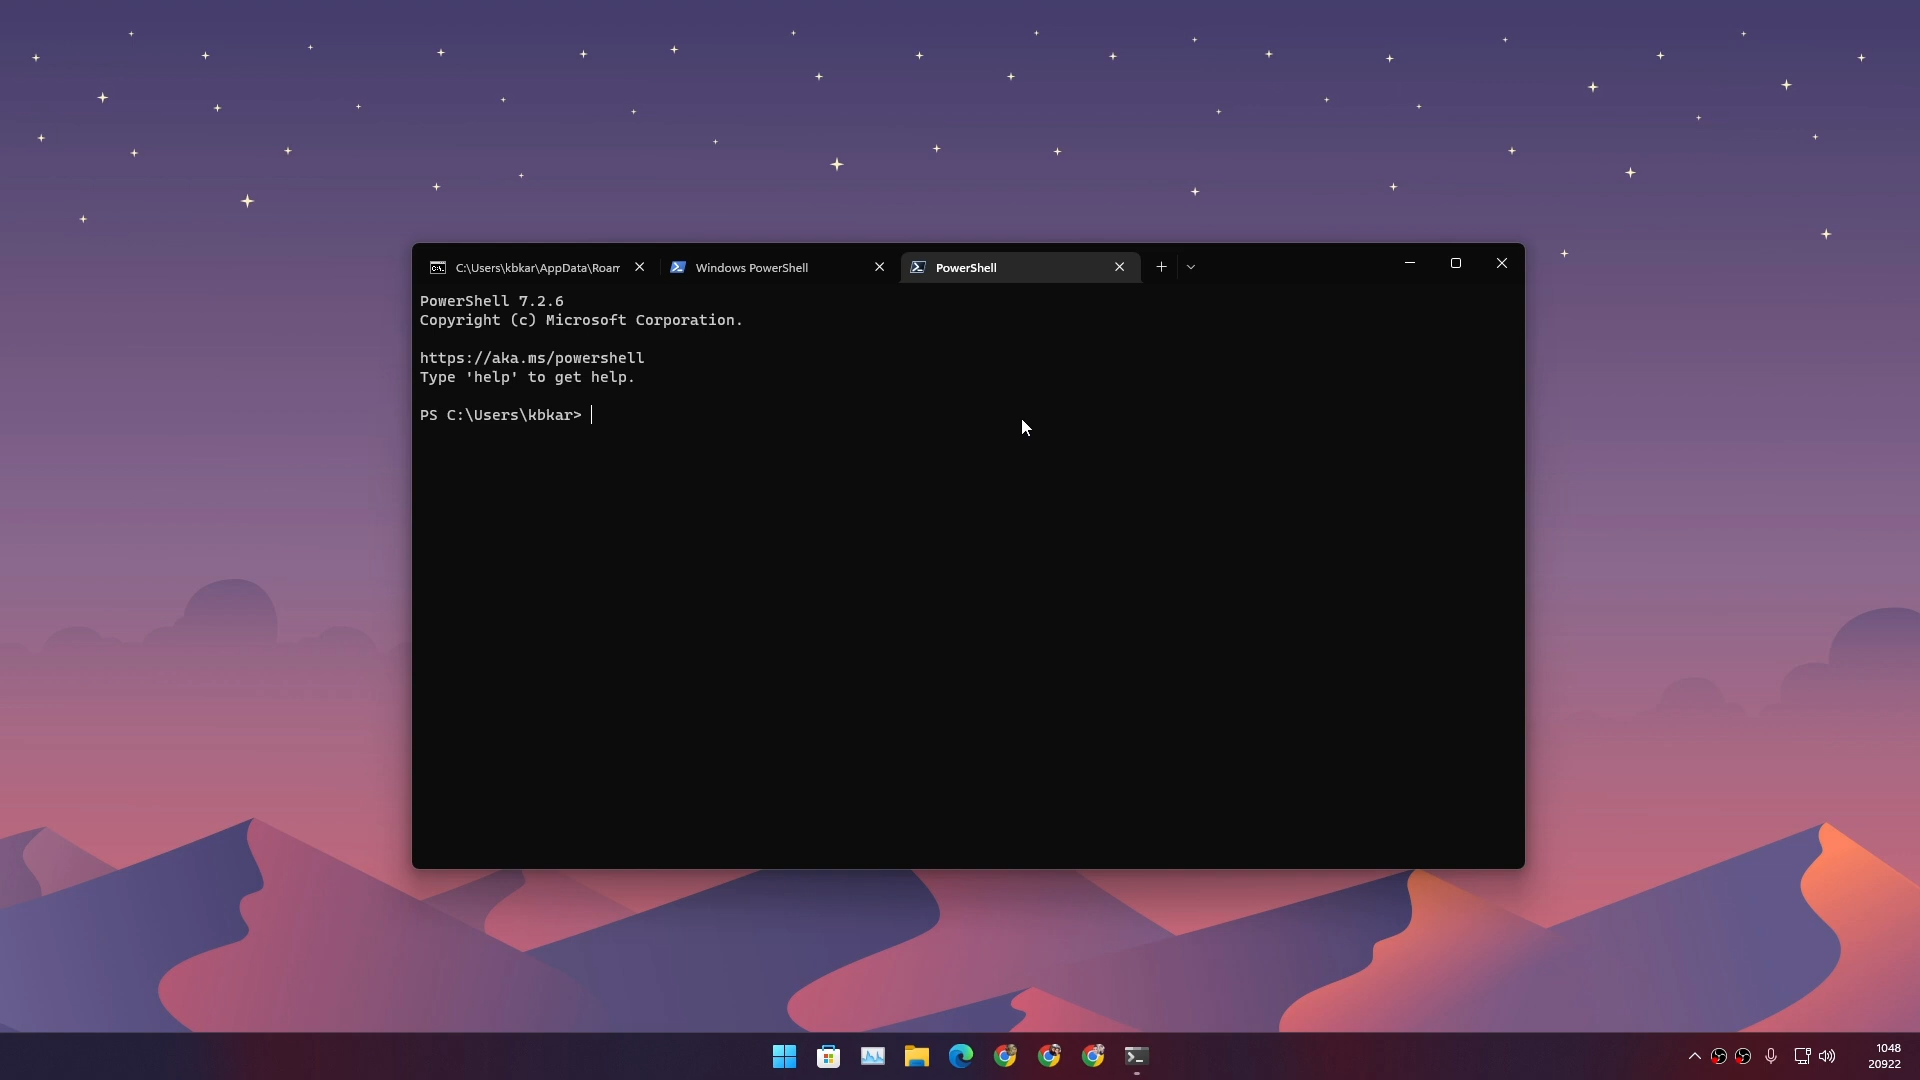 C:\Users\kbkar\AppData\Roam
Windows PowerShell
PowerShell
PowerShell 7.2.6
Copyright (c) Microsoft Corporation.
https://aka.ms/powershell
Type 'help' to get help.
PS C:\Users\kbkar>
1048
20922